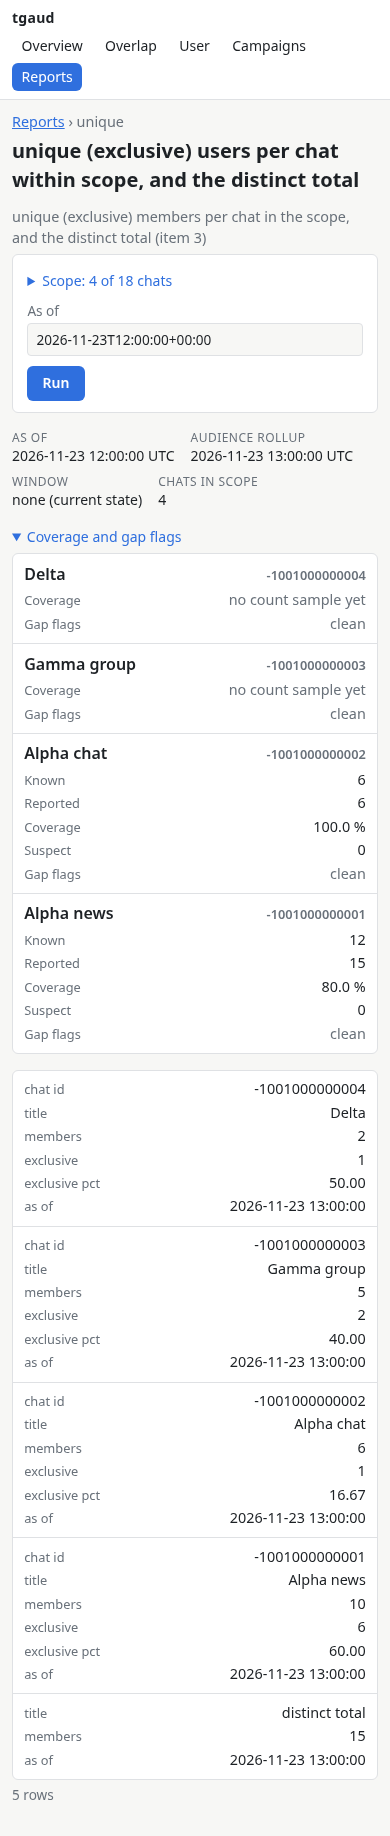 tgaud
Overview Overlap User Campaigns
Reports
Reports › unique
unique (exclusive) users per chat
within scope, and the distinct total
unique (exclusive) members per chat in the scope,
and the distinct total (item 3)
▶ Scope: 4 of 18 chats
As of
2026-11-23T12:00:00+00:00
Run
AS OF AUDIENCE ROLLUP
2026-11-23 12:00:00 UTC 2026-11-23 13:00:00 UTC
WINDOW CHATS IN SCOPE
none (current state) 4
▼ Coverage and gap flags
Delta -1001000000004
Coverage no count sample yet
Gap flags clean
Gamma group -1001000000003
Coverage no count sample yet
Gap flags clean
Alpha chat -1001000000002
Known 6
Reported 6
Coverage 100.0 %
Suspect 0
Gap flags clean
Alpha news -1001000000001
Known 12
Reported 15
Coverage 80.0 %
Suspect 0
Gap flags clean
chat id -1001000000004
title Delta
members 2
exclusive 1
exclusive pct 50.00
as of 2026-11-23 13:00:00
chat id -1001000000003
title Gamma group
members 5
exclusive 2
exclusive pct 40.00
as of 2026-11-23 13:00:00
chat id -1001000000002
title Alpha chat
members 6
exclusive 1
exclusive pct 16.67
as of 2026-11-23 13:00:00
chat id -1001000000001
title Alpha news
members 10
exclusive 6
exclusive pct 60.00
as of 2026-11-23 13:00:00
title distinct total
members 15
as of 2026-11-23 13:00:00
5 rows